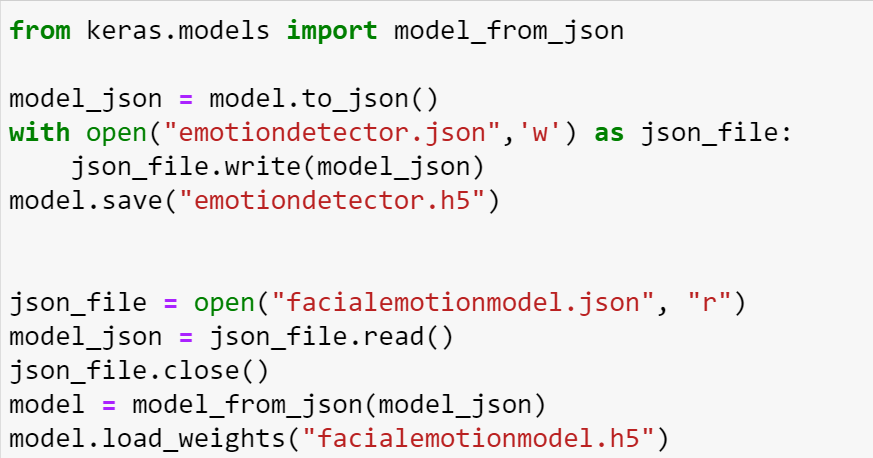 from keras.models import model_from_json
model_json = model.to_json()
with open("emotiondetector.json",'w') as json_file:
    json_file.write(model_json)
model.save("emotiondetector.h5")
json_file = open("facialemotionmodel.json", "r")
model_json = json_file.read()
json_file.close()
model = model_from_json(model_json)
model.load_weights("facialemotionmodel.h5")